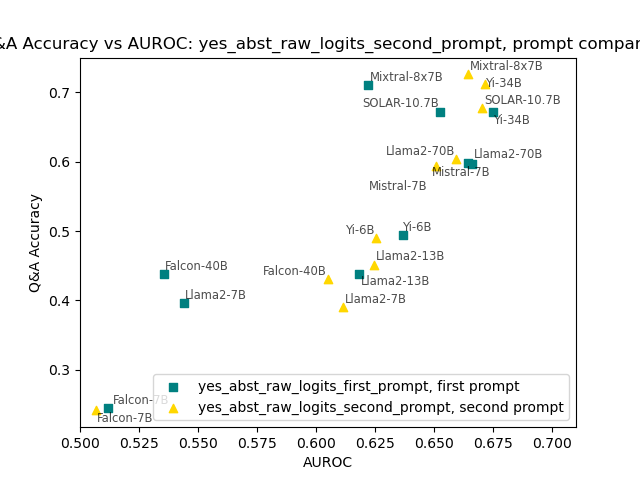 &A Accuracy vs AUROC: yes_abst_raw_logits_second_prompt, prompt compar
Q&A Accuracy
0.7
0.6
0.5
0.4
0.3
Mixtral-8x7B
Mixtral-8x7B
Yi-34B
SOLAR-10.7B
SOLAR-10.7B
Yi-34B
Llama2-70B
Llama2-70B
Mistral-7B
Mistral-7B
Yi-6B
Yi-6B
Llama2-13B
Falcon-40B
Falcon-40B
Llama2-13B
Llama2-7B
Llama2-7B
Falcon-7B
Falcon-7B
yes_abst_raw_logits_first_prompt, first prompt
yes_abst_raw_logits_second_prompt, second prompt
0.500 0.525 0.550 0.575 0.600 0.625 0.650 0.675 0.700
AUROC